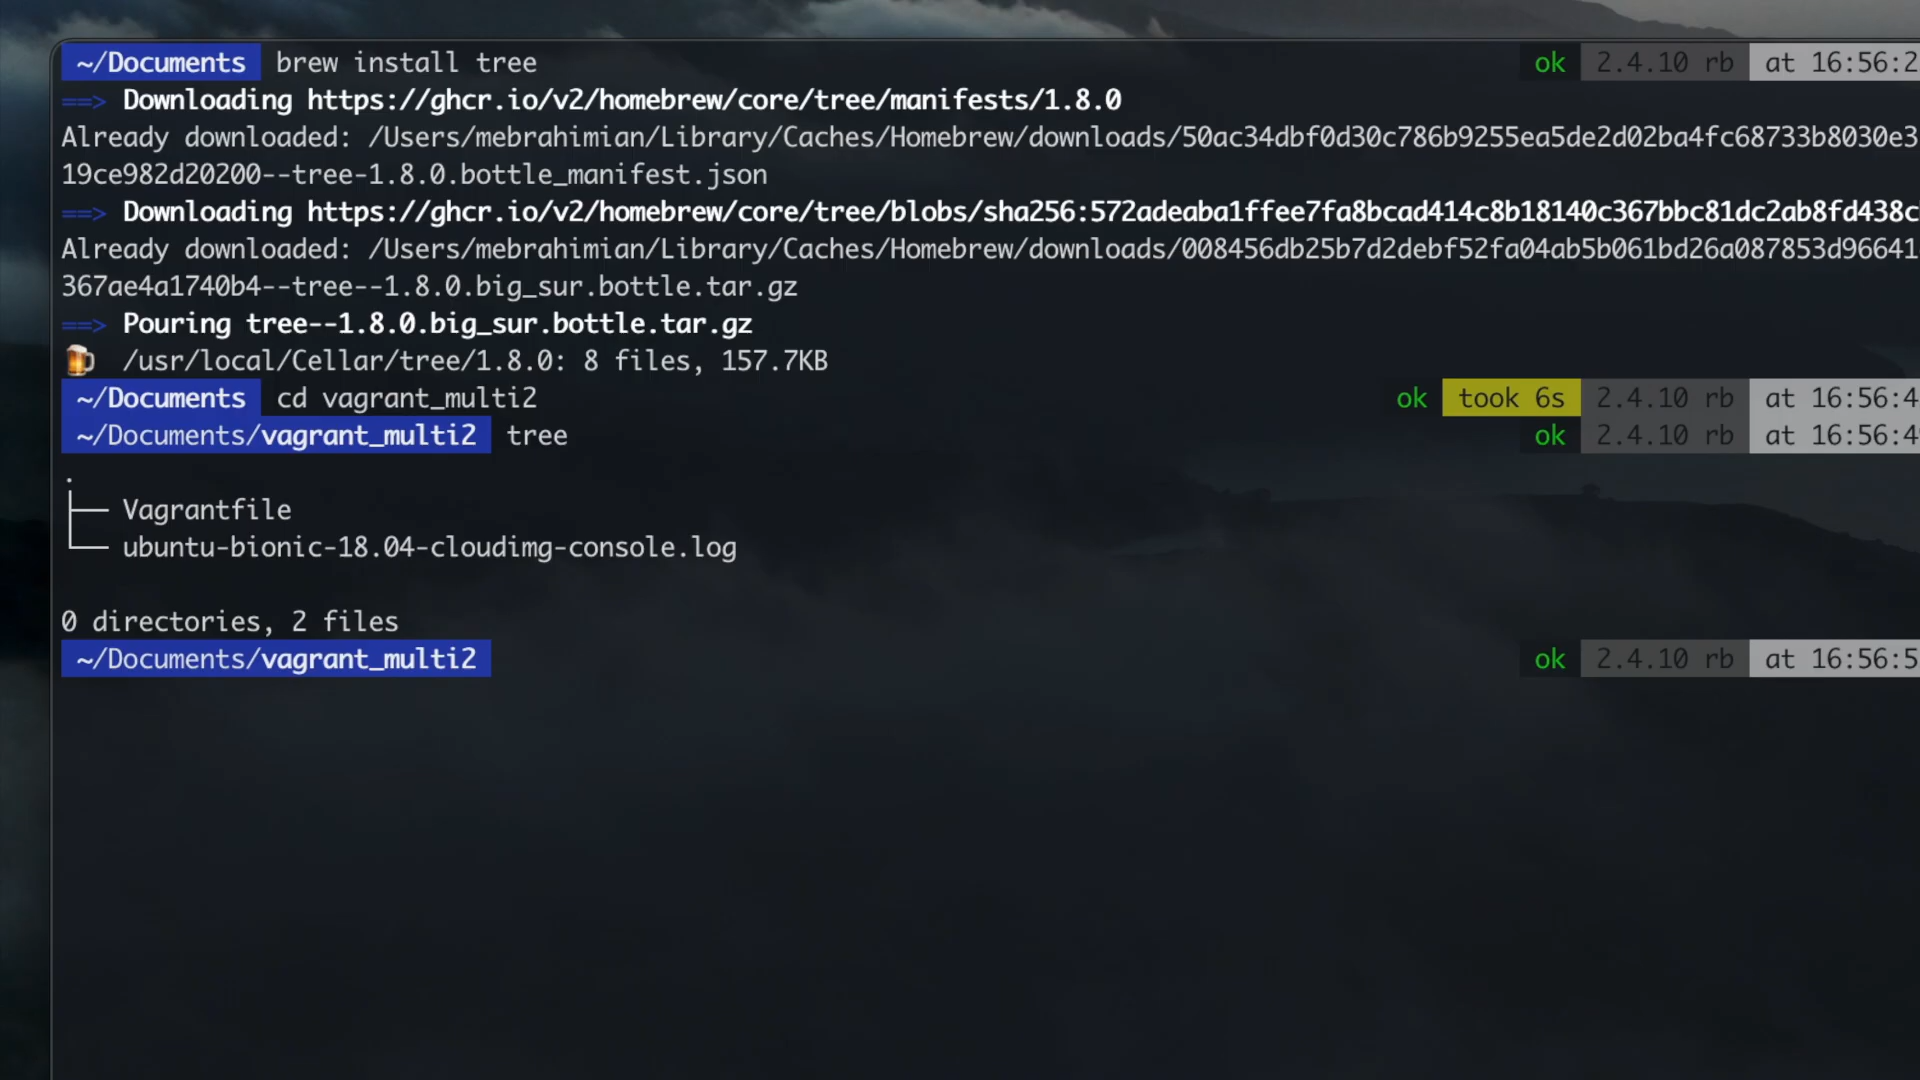 ~/Documents brew install tree ok 2.4.10 rb at 16:56:2
==> Downloading https://ghcr.io/v2/homebrew/core/tree/manifests/1.8.0
Already downloaded: /Users/mebrahimian/Library/Caches/Homebrew/downloads/50ac34dbf0d30c786b9255ea5de2d02ba4fc68733b8030e3
19ce982d20200--tree-1.8.0.bottle_manifest.json
==> Downloading https://ghcr.io/v2/homebrew/core/tree/blobs/sha256:572adeaba1ffee7fa8bcad414c8b18140c367bbc81dc2ab8fd438c
Already downloaded: /Users/mebrahimian/Library/Caches/Homebrew/downloads/008456db25b7d2debf52fa04ab5b061bd26a087853d96641
367ae4a1740b4--tree--1.8.0.big_sur.bottle.tar.gz
==> Pouring tree--1.8.0.big_sur.bottle.tar.gz
🍺 /usr/local/Cellar/tree/1.8.0: 8 files, 157.7KB
~/Documents cd vagrant_multi2 ok took 6s 2.4.10 rb at 16:56:4
~/Documents/vagrant_multi2 tree ok 2.4.10 rb at 16:56:4
.
├── Vagrantfile
└── ubuntu-bionic-18.04-cloudimg-console.log
0 directories, 2 files
~/Documents/vagrant_multi2 ok 2.4.10 rb at 16:56:5